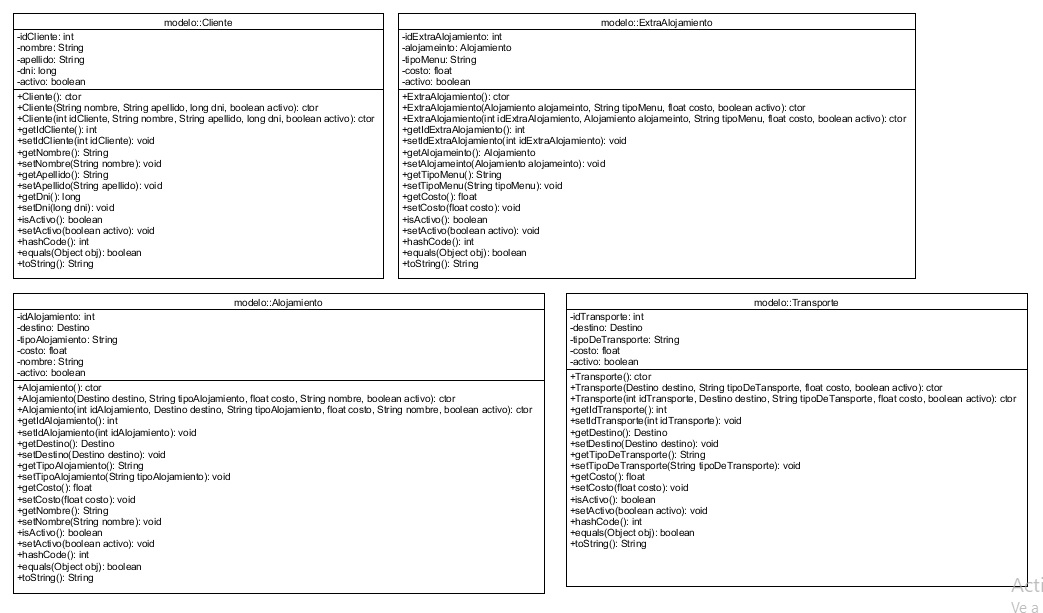 modelo::Cliente
-idCliente: int
-nombre: String
-apellido: String
-dni: long
-activo: boolean
+Cliente(): ctor
+Cliente(String nombre, String apellido, long dni, boolean activo): ctor
+Cliente(int idCliente, String nombre, String apellido, long dni, boolean activo): ctor
+getIdCliente(): int
+setIdCliente(int idCliente): void
+getNombre(): String
+setNombre(String nombre): void
+getApellido(): String
+setApellido(String apellido): void
+getDni(): long
+setDni(long dni): void
+isActivo(): boolean
+setActivo(boolean activo): void
+hashCode(): int
+equals(Object obj): boolean
+toString(): String
modelo::ExtraAlojamiento
-idExtraAlojamiento: int
-alojameinto: Alojamiento
-tipoMenu: String
-costo: float
-activo: boolean
+ExtraAlojamiento(): ctor
+ExtraAlojamiento(Alojamiento alojameinto, String tipoMenu, float costo, boolean activo): ctor
+ExtraAlojamiento(int idExtraAlojamiento, Alojamiento alojameinto, String tipoMenu, float costo, boolean activo): ctor
+getIdExtraAlojamiento(): int
+setIdExtraAlojamiento(int idExtraAlojamiento): void
+getAlojameinto(): Alojamiento
+setAlojameinto(Alojamiento alojameinto): void
+getTipoMenu(): String
+setTipoMenu(String tipoMenu): void
+getCosto(): float
+setCosto(float costo): void
+isActivo(): boolean
+setActivo(boolean activo): void
+hashCode(): int
+equals(Object obj): boolean
+toString(): String
modelo::Alojamiento
-idAlojamiento: int
-destino: Destino
-tipoAlojamiento: String
-costo: float
-nombre: String
-activo: boolean
+Alojamiento(): ctor
+Alojamiento(Destino destino, String tipoAlojamiento, float costo, String nombre, boolean activo): ctor
+Alojamiento(int idAlojamiento, Destino destino, String tipoAlojamiento, float costo, String nombre, boolean activo): ctor
+getIdAlojamiento(): int
+setIdAlojamiento(int idAlojamiento): void
+getDestino(): Destino
+setDestino(Destino destino): void
+getTipoAlojamiento(): String
+setTipoAlojamiento(String tipoAlojamiento): void
+getCosto(): float
+setCosto(float costo): void
+getNombre(): String
+setNombre(String nombre): void
+isActivo(): boolean
+setActivo(boolean activo): void
+hashCode(): int
+equals(Object obj): boolean
+toString(): String
modelo::Transporte
-idTransporte: int
-destino: Destino
-tipoDeTransporte: String
-costo: float
-activo: boolean
+Transporte(): ctor
+Transporte(Destino destino, String tipoDeTansporte, float costo, boolean activo): ctor
+Transporte(int idTransporte, Destino destino, String tipoDeTansporte, float costo, boolean activo): ctor
+getIdTransporte(): int
+setIdTransporte(int idTransporte): void
+getDestino(): Destino
+setDestino(Destino destino): void
+getTipoDeTransporte(): String
+setTipoDeTransporte(String tipoDeTransporte): void
+getCosto(): float
+setCosto(float costo): void
+isActivo(): boolean
+setActivo(boolean activo): void
+hashCode(): int
+equals(Object obj): boolean
+toString(): String
Acti
Ve a